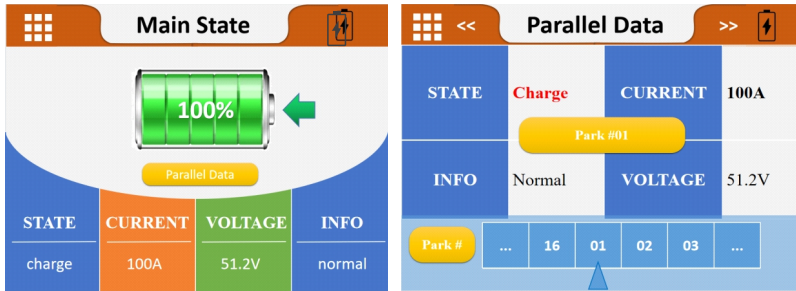 Main State
100%
Parallel Data
STATE CURRENT VOLTAGE INFO
charge 100A 51.2V normal
<< Parallel Data >>
STATE Charge CURRENT 100A
Park #01
INFO Normal VOLTAGE 51.2V
Park # ... 16 01 02 03 ...